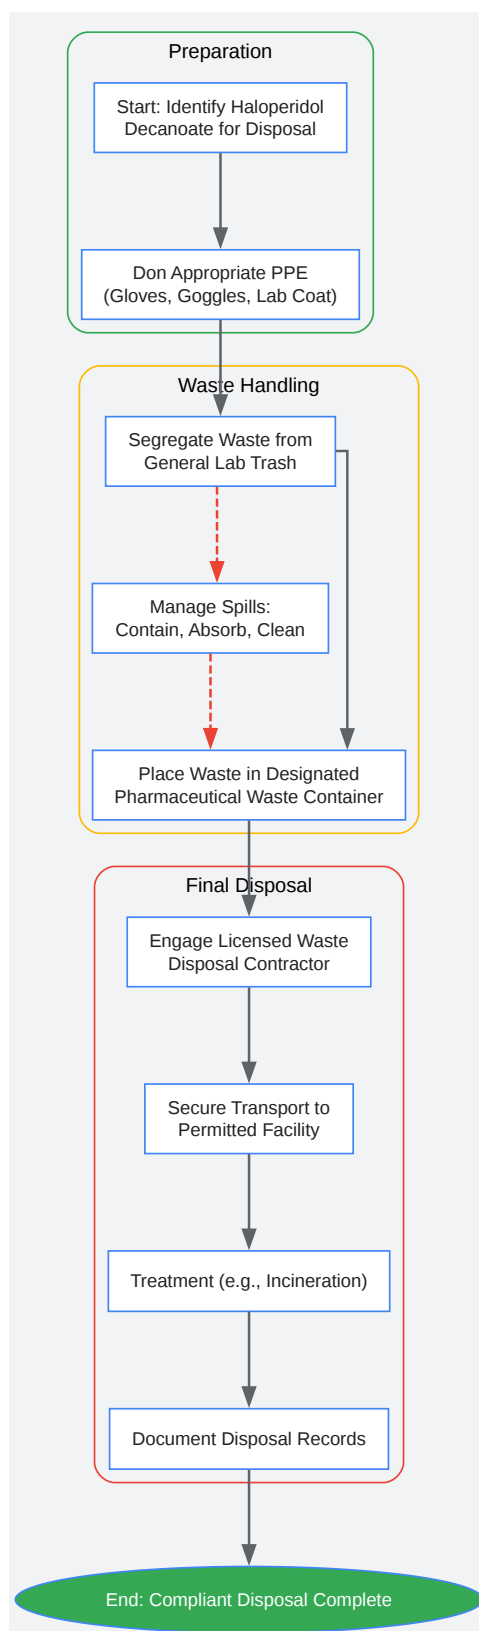 Preparation
Start: Identify Haloperidol
Decanoate for Disposal
Don Appropriate PPE
(Gloves, Goggles, Lab Coat)
Waste Handling
Segregate Waste from
General Lab Trash
Manage Spills:
Contain, Absorb, Clean
Place Waste in Designated
Pharmaceutical Waste Container
Final Disposal
Engage Licensed Waste
Disposal Contractor
Secure Transport to
Permitted Facility
Treatment (e.g., Incineration)
Document Disposal Records
End: Compliant Disposal Complete